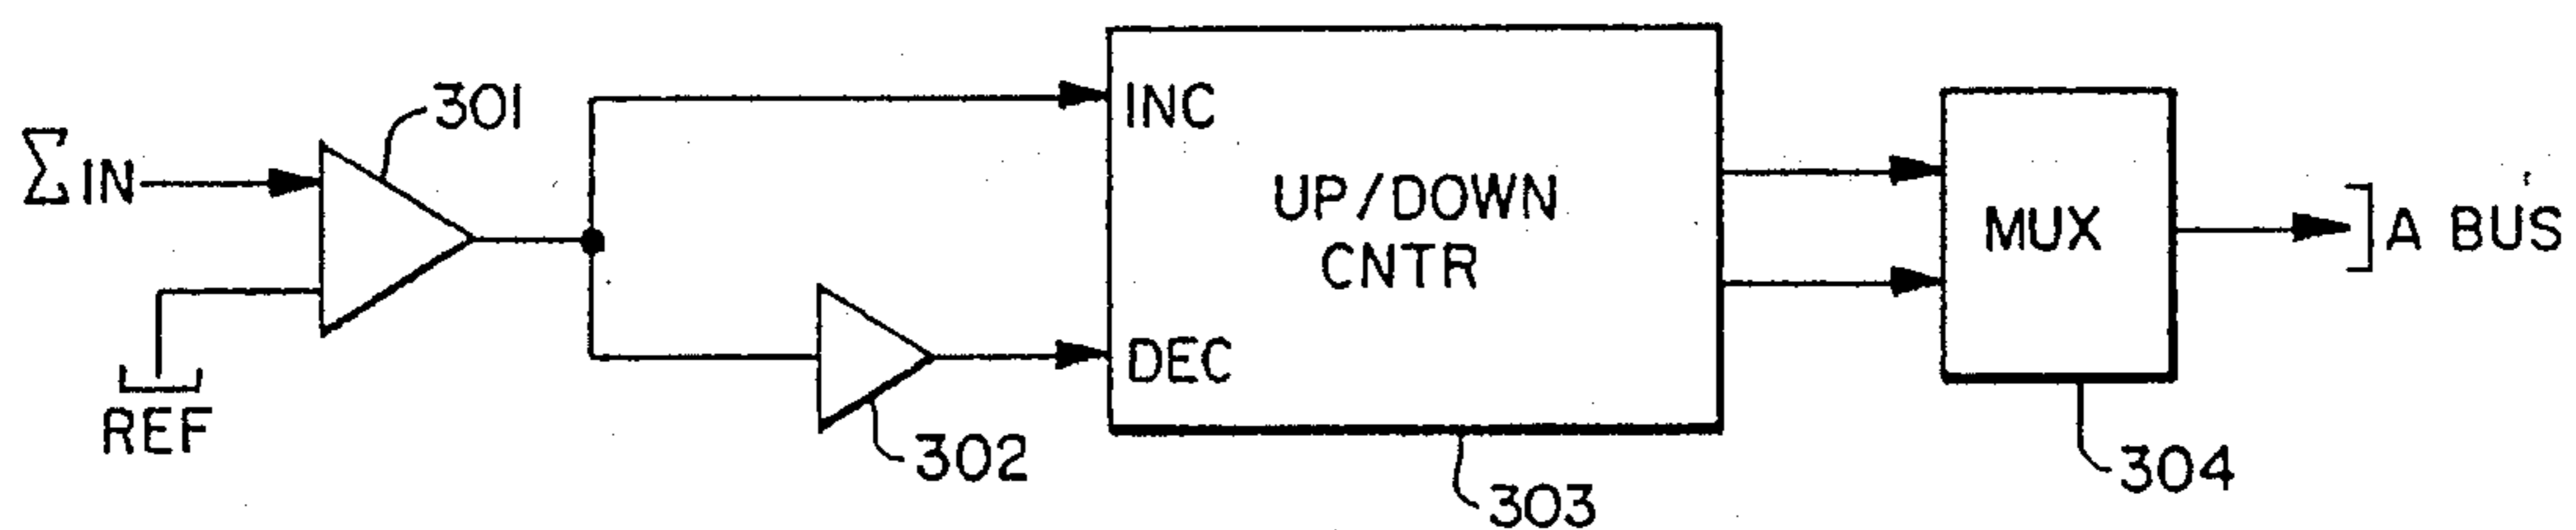 301
INC
ΣIN
UP/DOWN
CNTR
MUX
]A BUS
REF
DEC
302
303
304